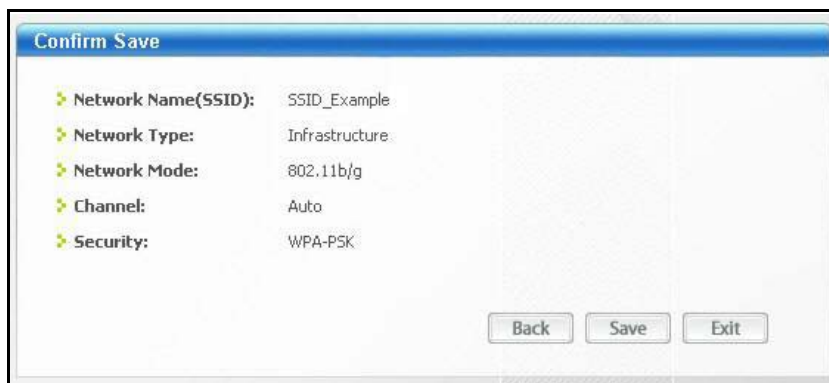 Confirm Save
Network Name(SSID): SSID_Example
Network Type: Infrastructure
Network Mode: 802.11b/g
Channel: Auto
Security: WPA-PSK
Back Save Exit